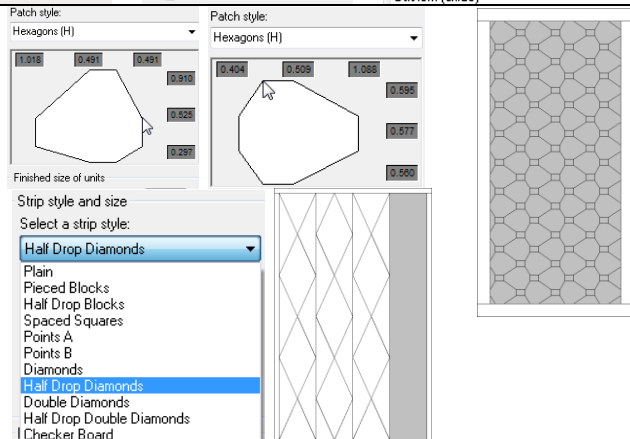 Patch style:
Hexagons (H)
1.018 0.491 0.491
0.910
0.525
0.297
Finished size of units
Patch style:
Hexagons (H)
0.404 0.509 1.088
0.595
0.577
0.560
Strip style and size
Select a strip style:
Half Drop Diamonds
Plain
Pieced Blocks
Half Drop Blocks
Spaced Squares
Points A
Points B
Diamonds
Half Drop Diamonds
Double Diamonds
Half Drop Double Diamonds
Checker Board